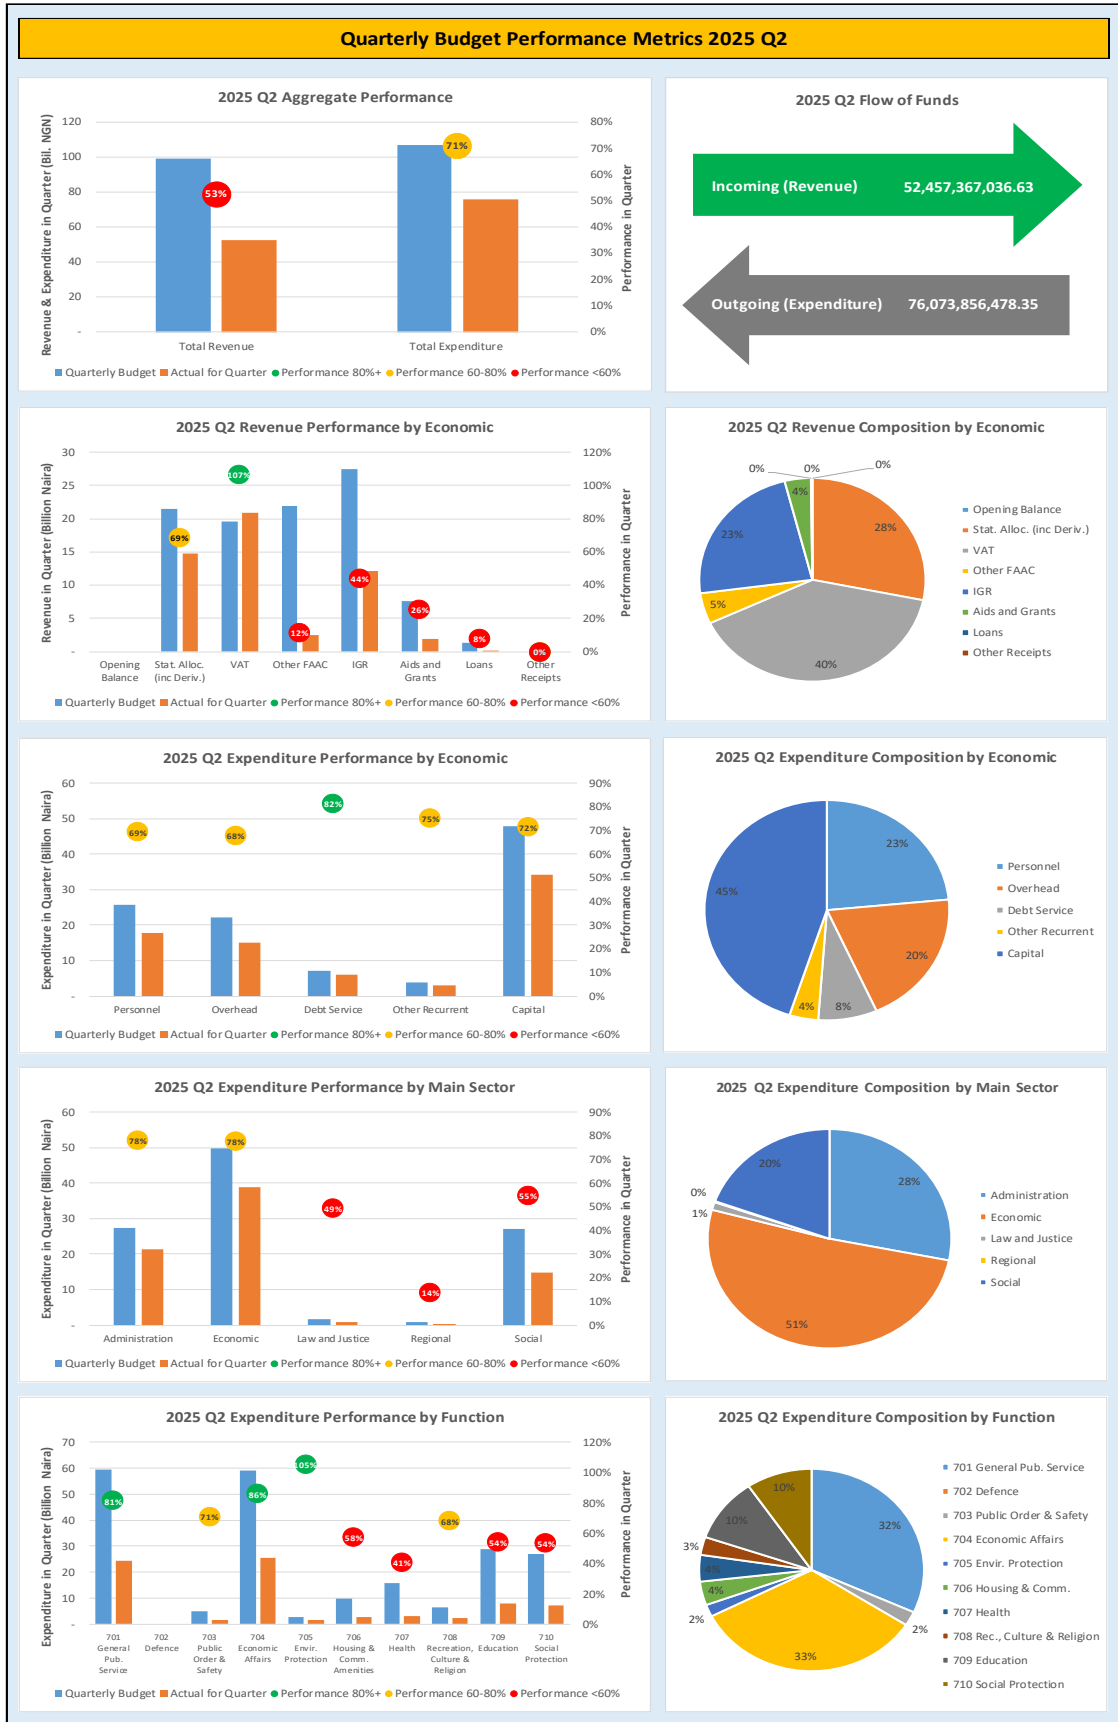 Quarterly Budget Performance Metrics 2025 Q2
2025 Q2 Aggregate Performance
Revenue & Expenditure in Quarter (Bil. NGN)
120
100
80
60
40
20
-
80%
70%
60%
50%
40%
30%
20%
10%
0%
Performance in Quarter
53%
71%
Total Revenue
Total Expenditure
Quarterly Budget Actual for Quarter Performance 80%+ Performance 60-80% Performance <60%
2025 Q2 Flow of Funds
Incoming (Revenue) 52,457,367,036.63
Outgoing (Expenditure) 76,073,856,478.35
2025 Q2 Revenue Performance by Economic
Revenue in Quarter (Billion Naira)
30
25
20
15
10
5
-
120%
100%
80%
60%
40%
20%
0%
Performance in Quarter
69%
107%
12%
44%
26%
8%
0%
Opening
Balance
Stat. Alloc.
(inc Deriv.)
VAT
Other FAAC
IGR
Aids and
Grants
Loans
Other
Receipts
Quarterly Budget Actual for Quarter Performance 80%+ Performance 60-80% Performance <60%
2025 Q2 Revenue Composition by Economic
0%
0%
0%
4%
28%
23%
5%
40%
Opening Balance
Stat. Alloc. (inc Deriv.)
VAT
Other FAAC
IGR
Aids and Grants
Loans
Other Receipts
2025 Q2 Expenditure Performance by Economic
Expenditure in Quarter (Billion Naira)
60
50
40
30
20
10
-
90%
80%
70%
60%
50%
40%
30%
20%
10%
0%
Performance in Quarter
69%
68%
82%
75%
72%
Personnel
Overhead
Debt Service
Other Recurrent
Capital
Quarterly Budget Actual for Quarter Performance 80%+ Performance 60-80% Performance <60%
2025 Q2 Expenditure Composition by Economic
23%
45%
20%
4%
8%
Personnel
Overhead
Debt Service
Other Recurrent
Capital
2025 Q2 Expenditure Performance by Main Sector
Expenditure in Quarter (Billion Naira)
60
50
40
30
20
10
-
90%
80%
70%
60%
50%
40%
30%
20%
10%
0%
Performance in Quarter
78%
78%
49%
14%
55%
Administration
Economic
Law and Justice
Regional
Social
Quarterly Budget Actual for Quarter Performance 80%+ Performance 60-80% Performance <60%
2025 Q2 Expenditure Composition by Main Sector
20%
28%
0%
1%
51%
Administration
Economic
Law and Justice
Regional
Social
2025 Q2 Expenditure Performance by Function
Expenditure in Quarter (Billion Naira)
70
60
50
40
30
20
10
-
120%
100%
80%
60%
40%
20%
0%
Performance in Quarter
81%
71%
86%
105%
58%
41%
68%
54%
54%
701
General
Pub.
Service
702
Defence
703
Public
Order &
Safety
704
Economic
Affairs
705
Envir.
Protection
706
Housing &
Comm.
Amenities
707
Health
708
Recreation,
Culture &
Religion
709
Education
710
Social
Protection
Quarterly Budget Actual for Quarter Performance 80%+ Performance 60-80% Performance <60%
2025 Q2 Expenditure Composition by Function
10%
10%
32%
3%
4%
4%
2%
2%
33%
701 General Pub. Service
702 Defence
703 Public Order & Safety
704 Economic Affairs
705 Envir. Protection
706 Housing & Comm.
707 Health
708 Rec., Culture & Religion
709 Education
710 Social Protection